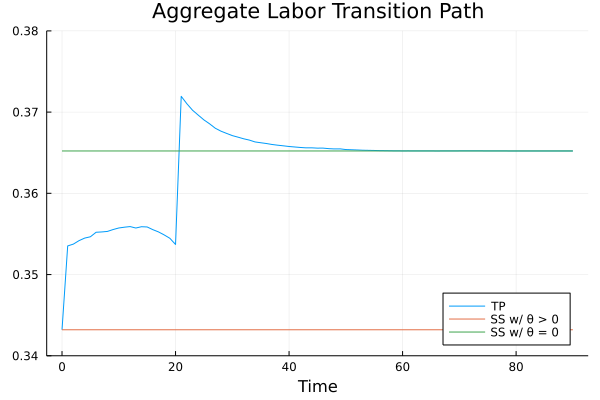 Aggregate Labor Transition Path
0.38
0.37
0.36
0.35
0.34
0
20
40
60
80
Time
TP
SS w/ θ > 0
SS w/ θ = 0